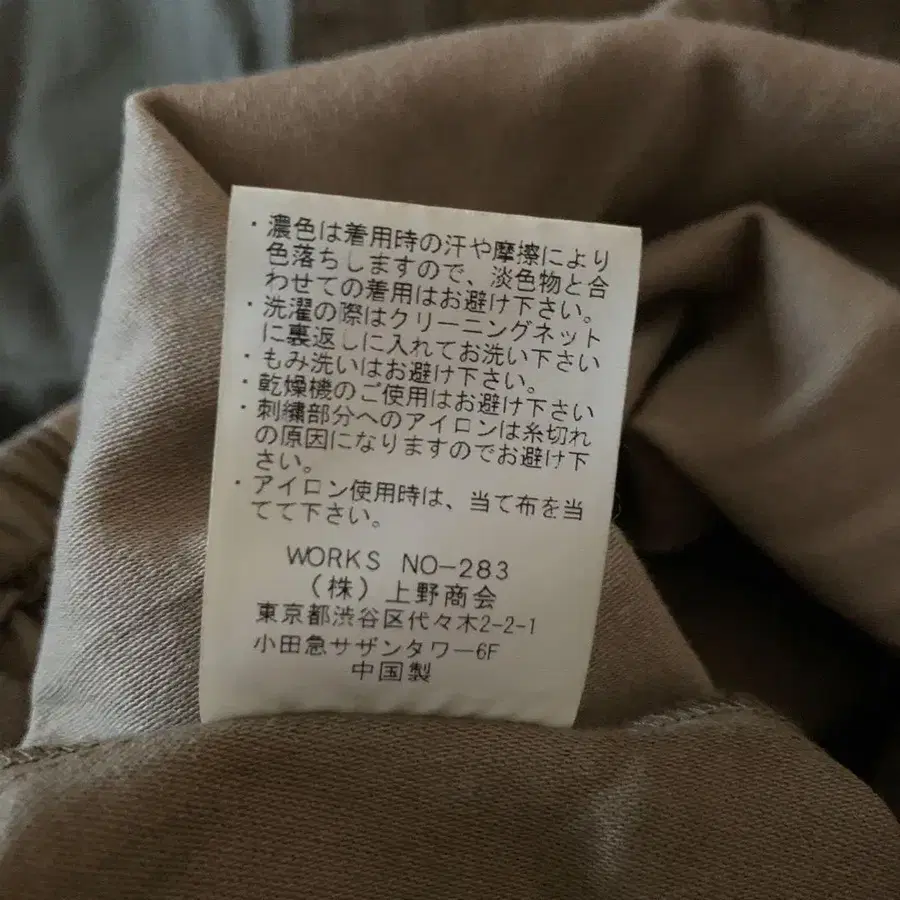 ・濃色は着用時の汗や摩擦により
色落ちしますので、淡色物と合
わせての着用はお避け下さい。
・洗濯の際はクリーニングネット
に裏返しに入れてお洗い下さい
・もみ洗いはお避け下さい。
・乾燥機のご使用はお避け下さい
・刺繍部分へのアイロンは糸切れ
の原因になりますのでお避け下
さい。
・アイロン使用時は、当て布を当
てて下さい。
WORKS NO-283
(株)上野商会
東京都渋谷区代々木2-2-1
小田急サザンタワー6F
中国製